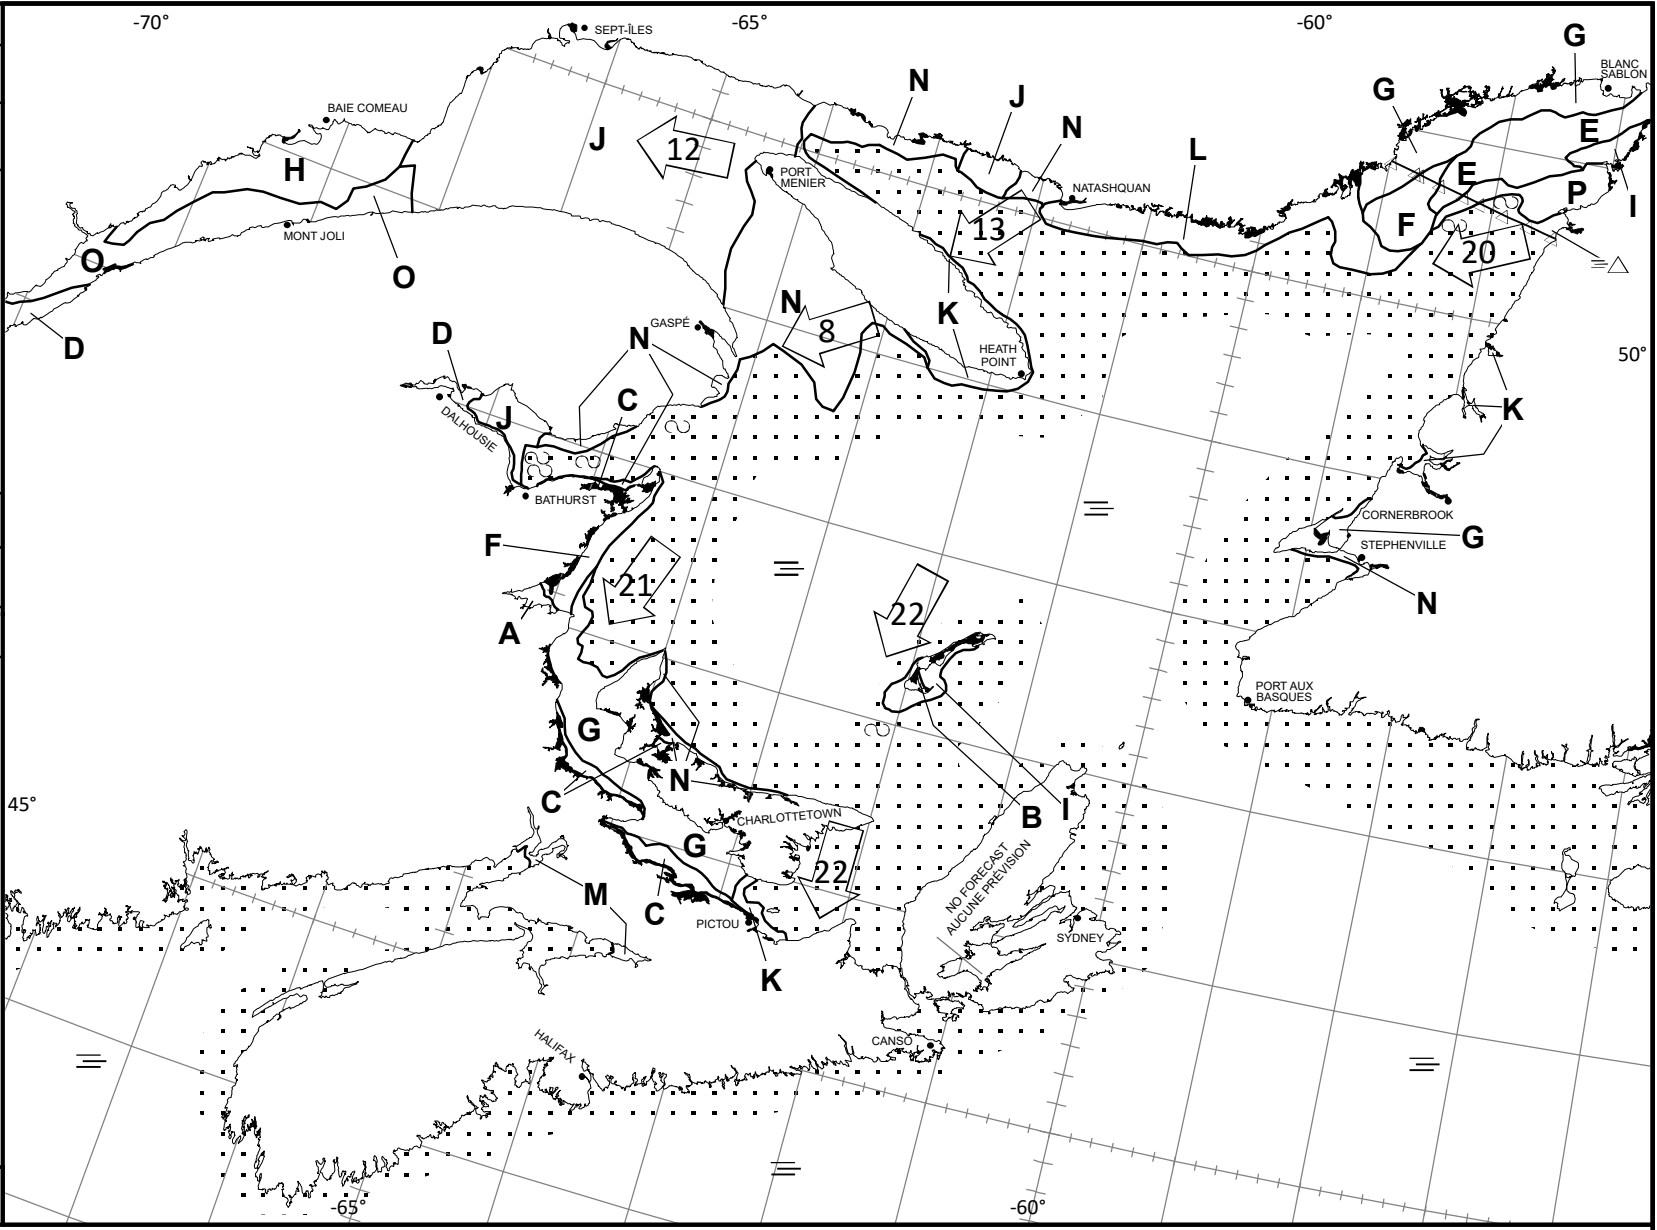 -70°
-65°
-60°
SEPT-ÎLES
G
BLANC
SABLON
N
J
G
BAIE COMEAU
N
E
J
12
L
H
PORT
MENIER
E
NATASHQUAN
P
I
F
MONT JOLI
13
20
O
O
N
K
D
GASPÉ
8
D
N
HEATH
POINT
50°
C
K
J
DALHOUSIE
BATHURST
CORNERBROOK
G
STEPHENVILLE
F
21
22
N
A
PORT AUX
BASQUES
G
N
C
45°
B
I
CHARLOTTETOWN
G
22
NO FORECAST
AUCUNE PRÉVISION
M
C
PICTOU
SYDNEY
K
HALIFAX
CANSO
-65°
-60°